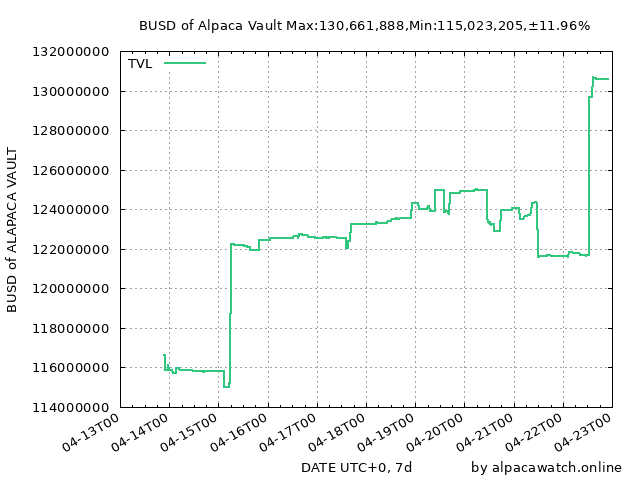 BUSD of Alpaca Vault Max:130,661,888,Min:115,023,205,±11.96%
TVL
132000000
130000000
128000000
126000000
124000000
122000000
120000000
118000000
116000000
114000000
BUSD of ALAPACA VAULT
04-13T00
04-14T00
04-15T00
04-16T00
04-17T00
04-18T00
04-19T00
04-20T00
04-21T00
04-22T00
04-23T00
DATE UTC+0, 7d
by alpacawatch.online